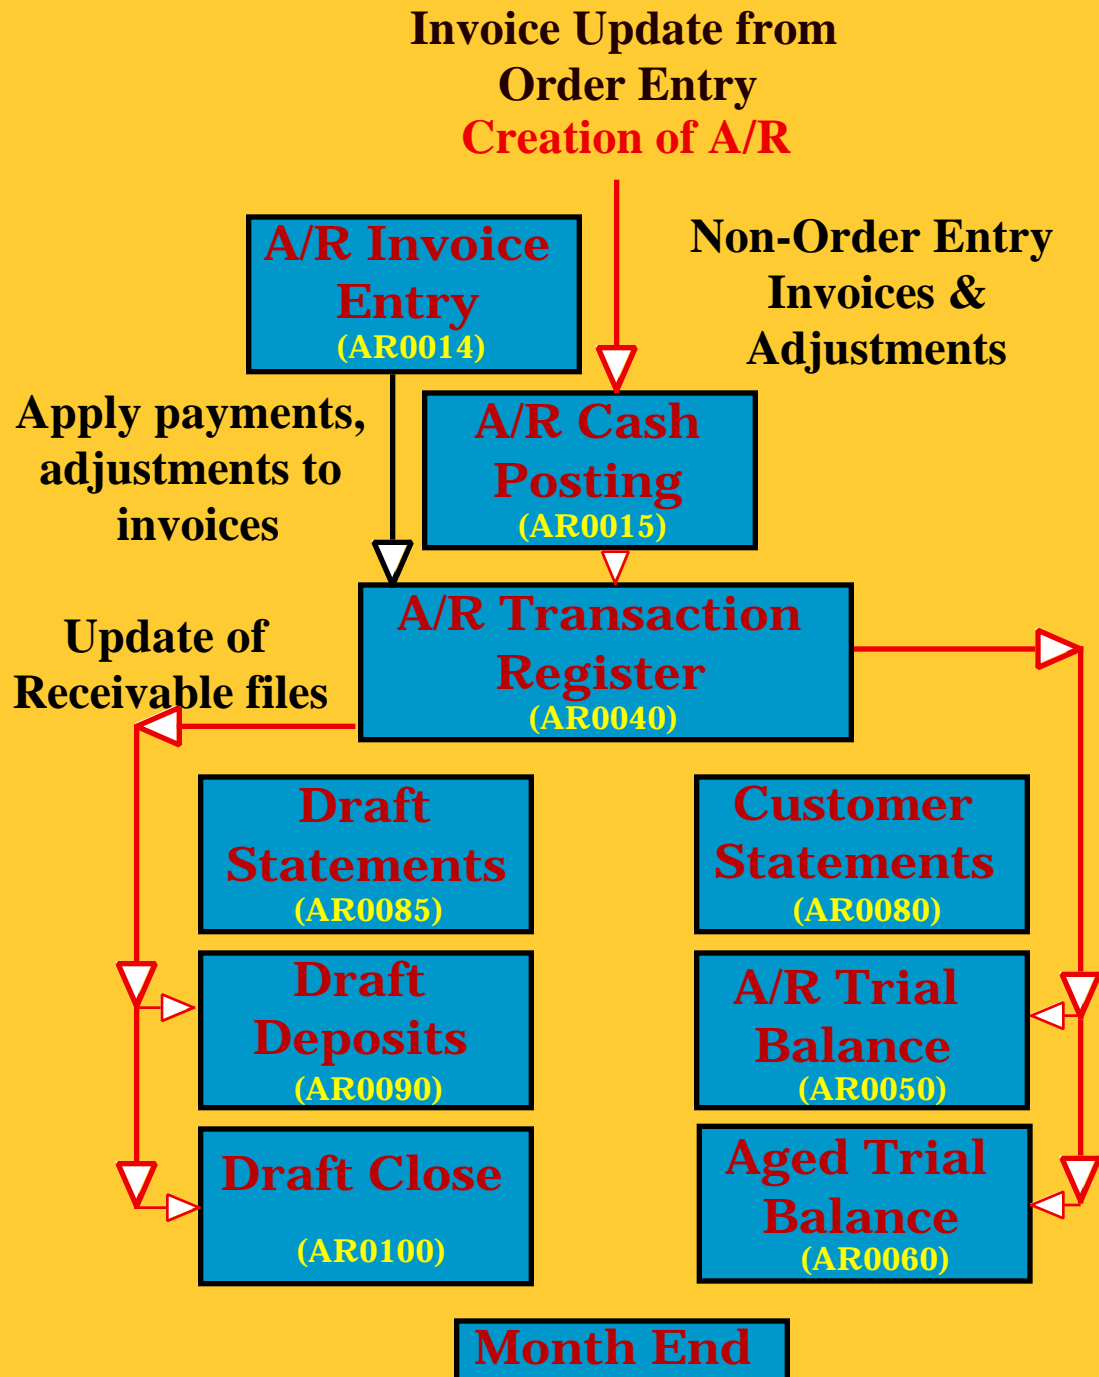 Invoice Update from
Order Entry
Creation of A/R
A/R Invoice
Entry
(AR0014)
Non-Order Entry
Invoices &
Adjustments
Apply payments,
adjustments to
invoices
A/R Cash
Posting
(AR0015)
A/R Transaction
Register
(AR0040)
Update of
Receivable files
Draft
Statements
(AR0085)
Customer
Statements
(AR0080)
Draft
Deposits
(AR0090)
A/R Trial
Balance
(AR0050)
Draft Close
(AR0100)
Aged Trial
Balance
(AR0060)
Month End